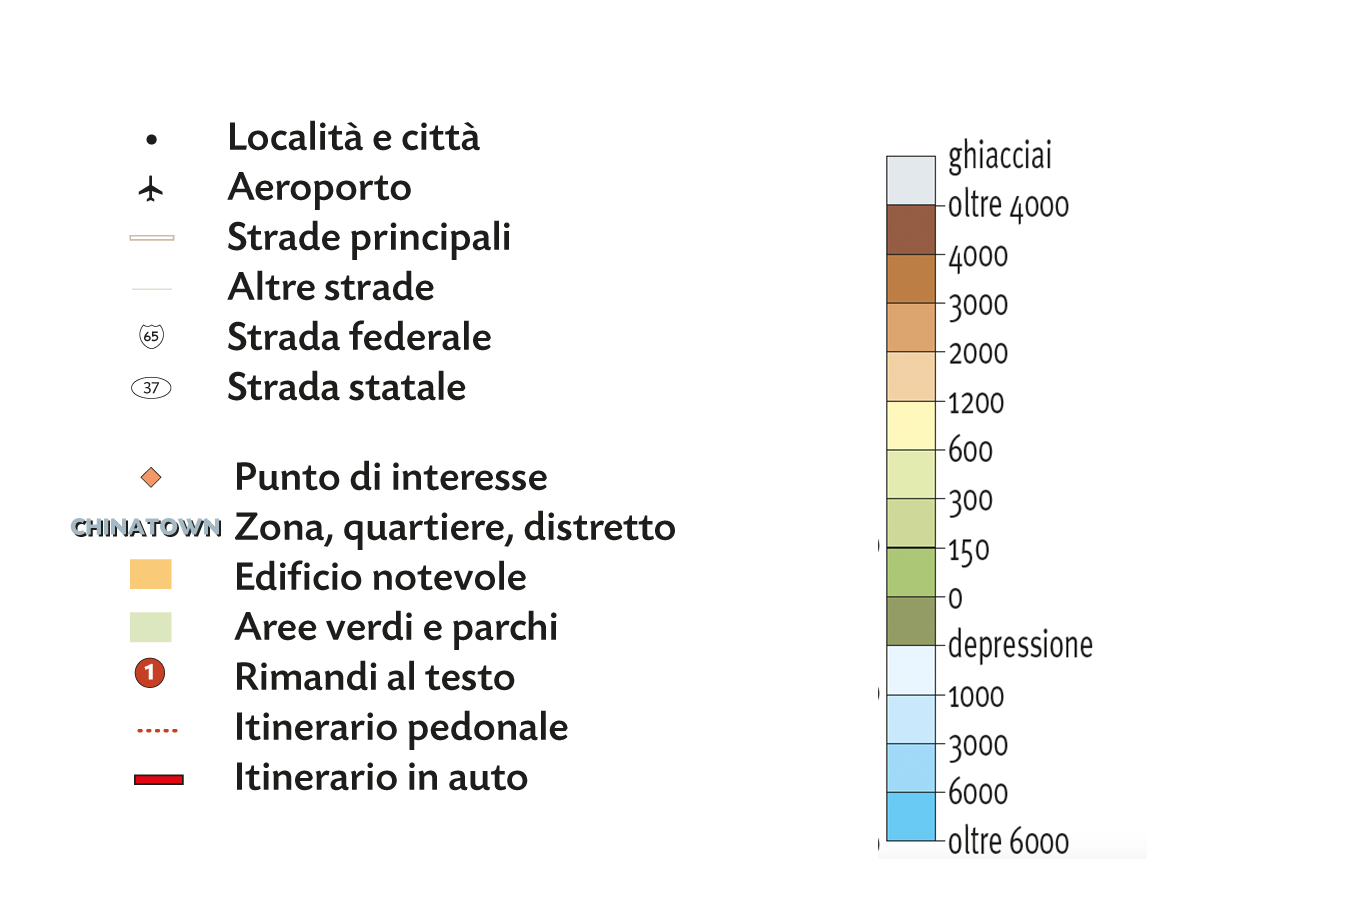 Località e città
Aeroporto
Strade principali
Altre strade
65 Strada federale
37 Strada statale
Punto di interesse
CHINATOWN Zona, quartiere, distretto
Edificio notevole
Aree verdi e parchi
1 Rimandi al testo
Itinerario pedonale
Itinerario in auto
ghiacciai
oltre 4000
4000
3000
2000
1200
600
300
150
0
depressione
1000
3000
6000
oltre 6000